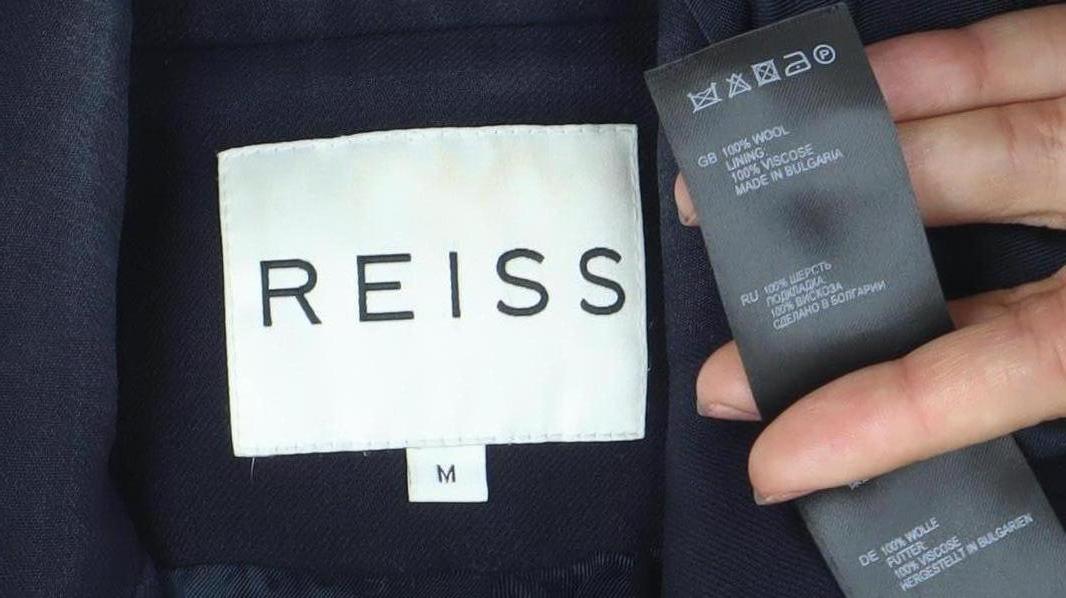 REISS
M
P
GB 100% WOOL
LINING
100% VISCOSE
MADE IN BULGARIA
RU 100% ШЕРСТЬ
ПОДКЛАДКА:
100% ВИСКОЗА
СДЕЛАНО В БОЛГАРИИ
DE 100% WOLLE
FUTTER:
100% VISCOSE
HERGESTELLT IN BULGARIEN